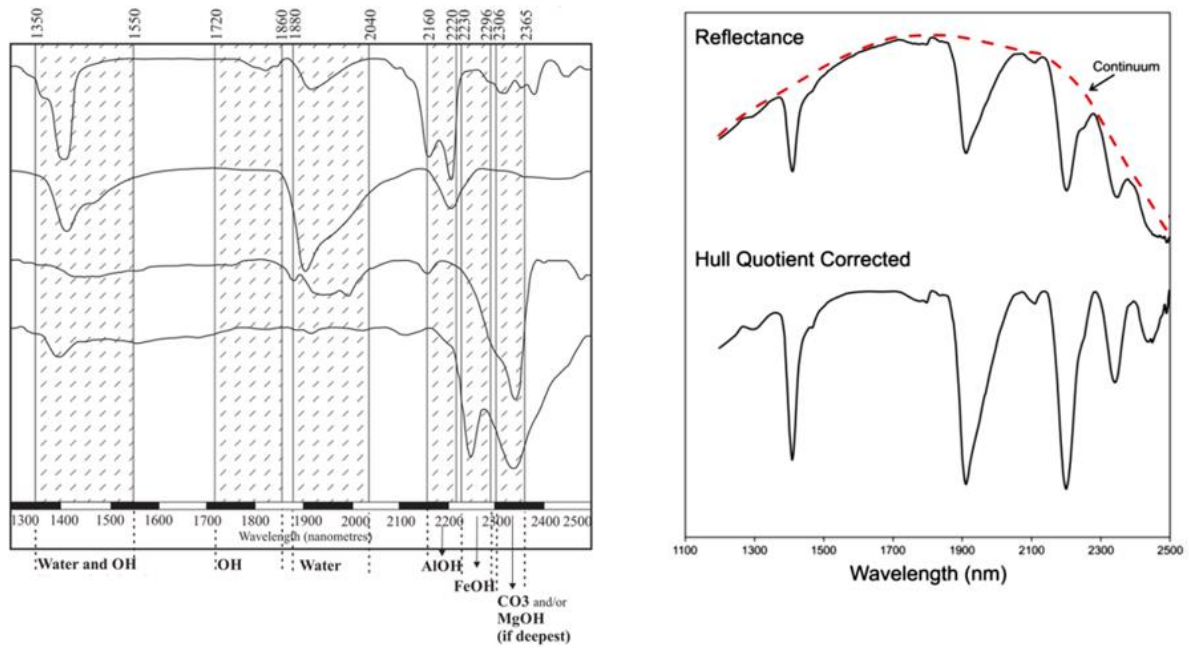 1350
1550
1720
1860
1880
2040
2160
2220
2230
2296
2306
2365
1300 1400 1500 1600 1700 1800 1900 2000 2100 2200 2300 2400 2500
Wavelength (nanometres)
Water and OH
OH
Water
AlOH
FeOH
CO3 and/or
MgOH
(if deepest)
Reflectance
Continuum
Hull Quotient Corrected
1100 1300 1500 1700 1900 2100 2300 2500
Wavelength (nm)